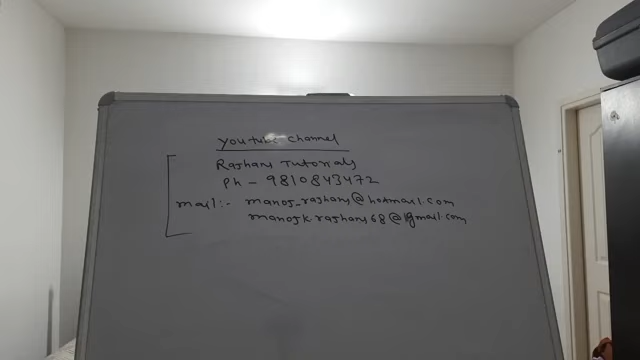 Youtube Channel
Rajhans Tutorials
Ph - 9810843472
mail:- manoj_rajhans@hotmail.com
manojk.rajhans68@gmail.com